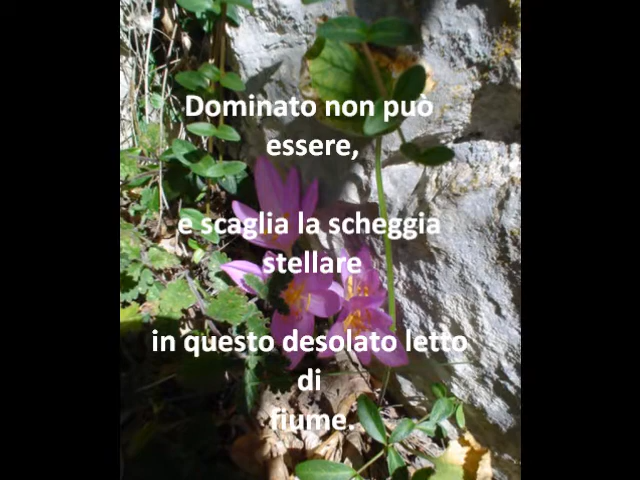 Dominato non può
essere,
e scaglia la scheggia
stellare
in questo desolato letto
di
fiume.